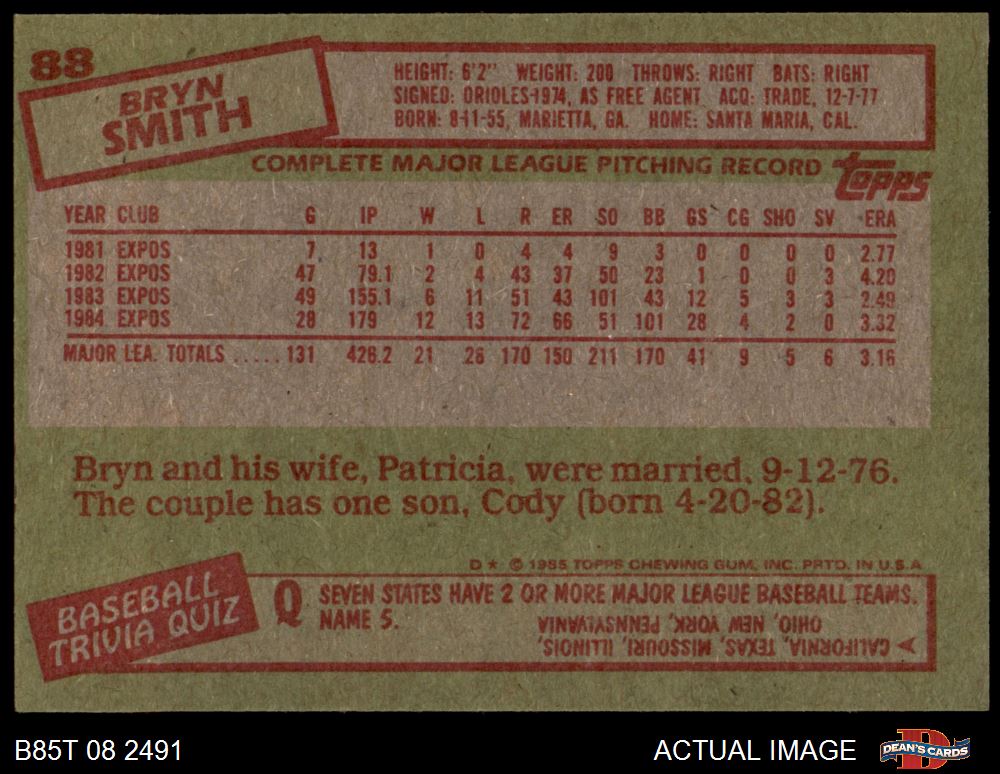 88
BRYN
SMITH
HEIGHT: 6'2" WEIGHT: 200 THROWS: RIGHT BATS: RIGHT
SIGNED: ORIOLES-1974, AS FREE AGENT ACQ: TRADE, 12-7-77
BORN: 8-11-55, MARIETTA, GA. HOME: SANTA MARIA, CAL.
COMPLETE MAJOR LEAGUE PITCHING RECORD
TOPPS
YEAR CLUB G IP W L R ER SO BB GS CG SHO SV ERA
1981 EXPOS 7 13 1 0 4 4 9 3 0 0 0 0 2.77
1982 EXPOS 47 79.1 2 4 43 37 50 23 1 0 0 3 4.20
1983 EXPOS 49 155.1 6 11 51 43 101 43 12 5 3 3 2.49
1984 EXPOS 28 179 12 13 72 66 51 101 28 4 2 0 3.32
MAJOR LEA. TOTALS ..... 131 426.2 21 28 170 150 211 170 41 9 5 6 3.16
Bryn and his wife, Patricia, were married, 9-12-76.
The couple has one son, Cody (born 4-20-82).
D* © 1985 TOPPS CHEWING GUM, INC. PRTD. IN U.S.A
BASEBALL
TRIVIA QUIZ
Q SEVEN STATES HAVE 2 OR MORE MAJOR LEAGUE BASEBALL TEAMS.
NAME 5.
CALIFORNIA, TEXAS, MISSOURI, ILLINOIS,
OHIO, NEW YORK, PENNSYLVANIA
B85T 08 2491
ACTUAL IMAGE
D
DEAN'S CARDS